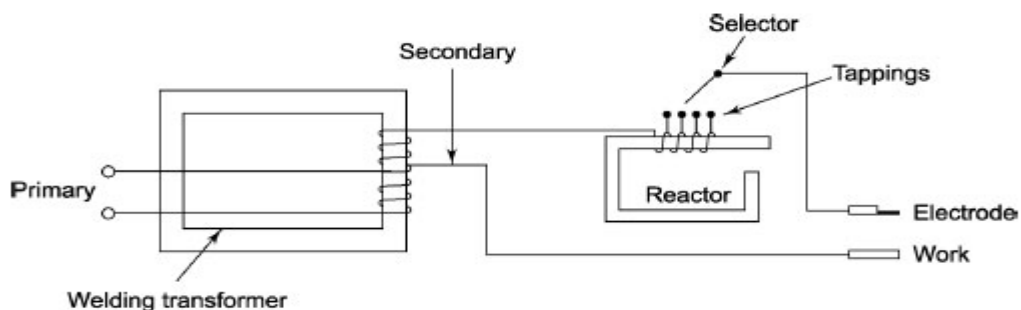 Selector
Secondary
Tappings
Primary
Reactor
Electrode
Work
Welding transformer